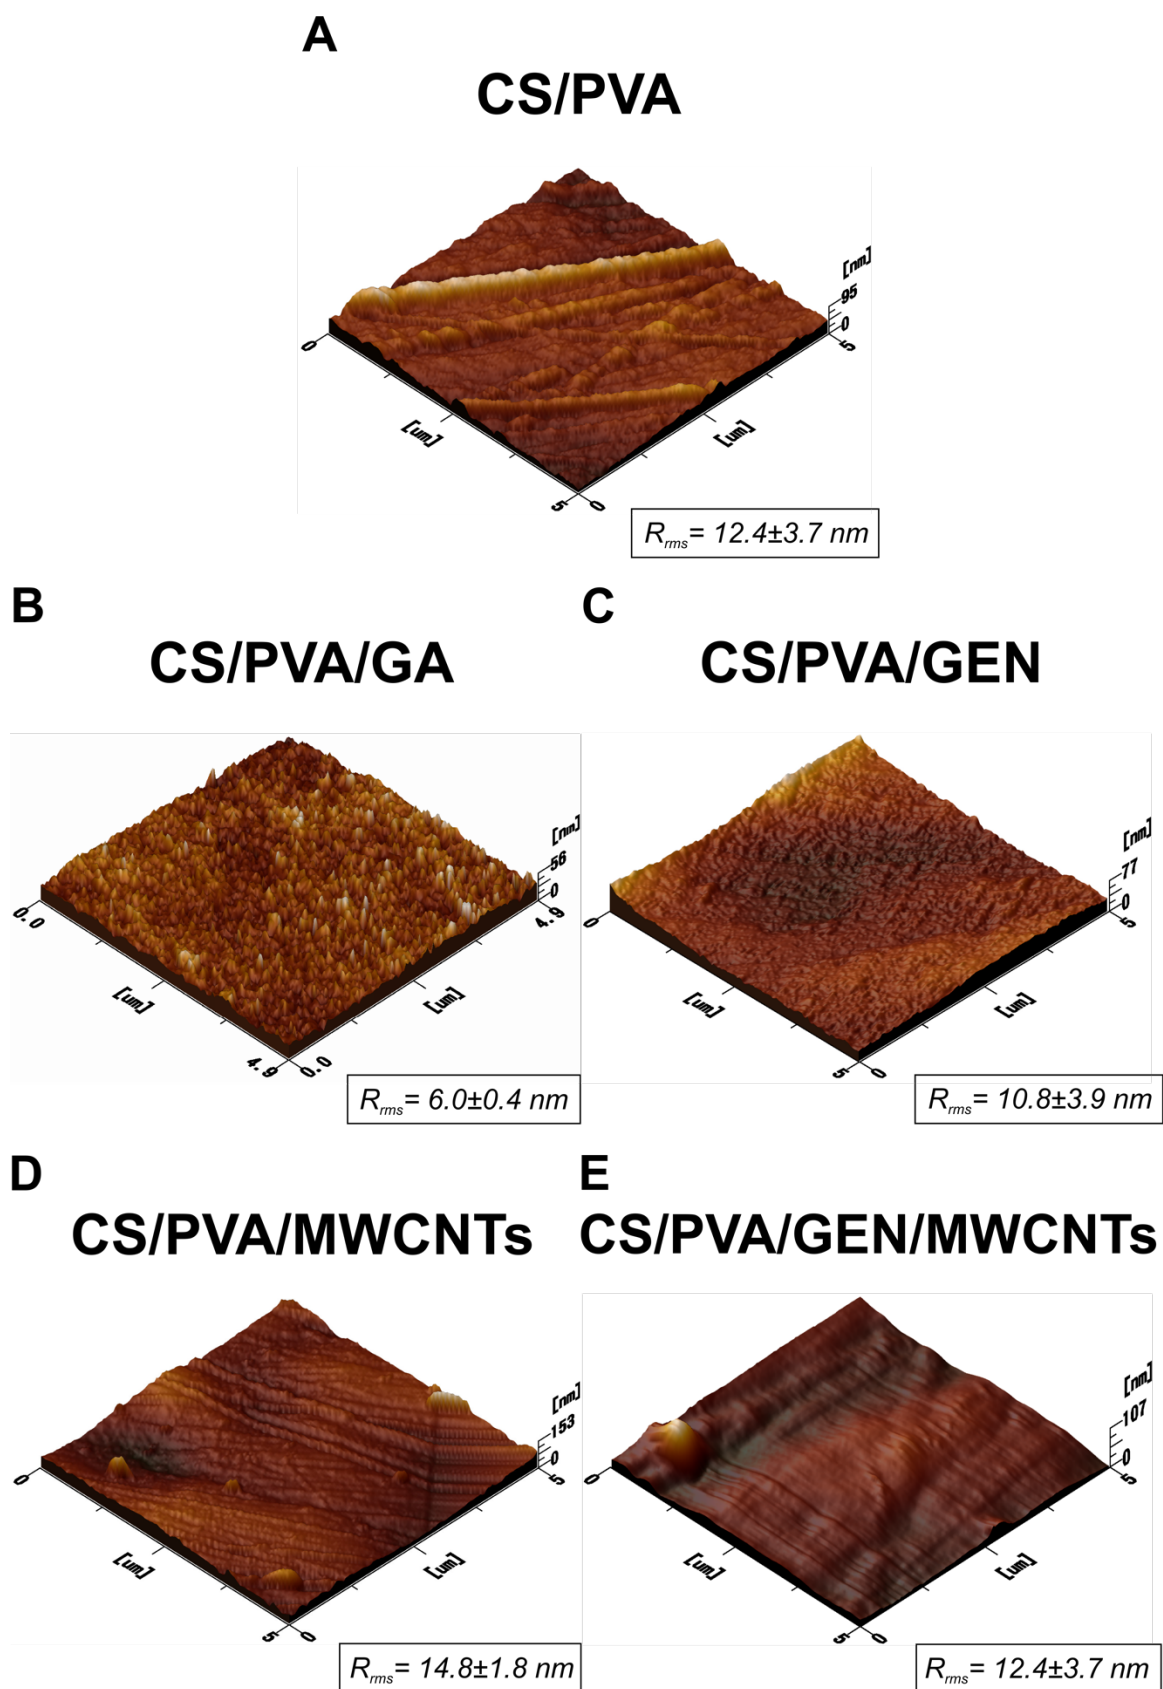 A
CS/PVA
[nm]
95
0
0
5
[um]
[um]
5
0
Rrms= 12.4±3.7 nm
B
CS/PVA/GA
[nm]
56
0
0.0
4.9
[um]
[um]
4.9
0.0
Rrms= 6.0±0.4 nm
C
CS/PVA/GEN
[nm]
77
0
0
5
[um]
[um]
5
0
Rrms= 10.8±3.9 nm
D
CS/PVA/MWCNTs
[nm]
153
0
0
5
[um]
[um]
5
0
Rrms= 14.8±1.8 nm
E
CS/PVA/GEN/MWCNTs
[nm]
107
0
0
5
[um]
[um]
5
0
Rrms= 12.4±3.7 nm